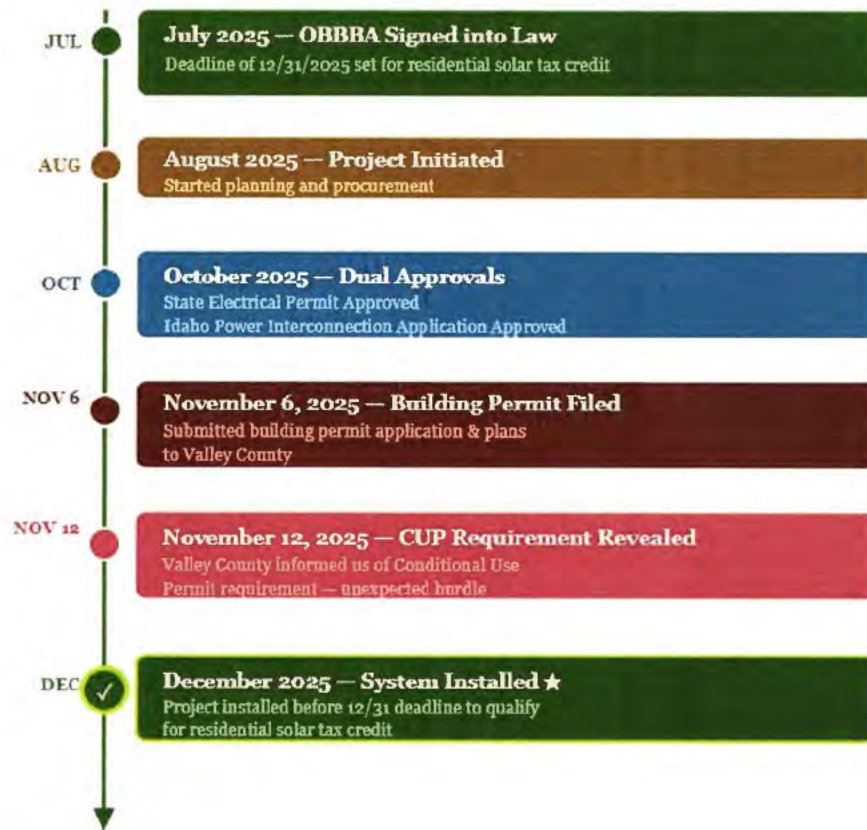 JUL
July 2025 — OBBBA Signed into Law
Deadline of 12/31/2025 set for residential solar tax credit
AUG
August 2025 — Project Initiated
Started planning and procurement
OCT
October 2025 — Dual Approvals
State Electrical Permit Approved
Idaho Power Interconnection Application Approved
NOV 6
November 6, 2025 — Building Permit Filed
Submitted building permit application & plans
to Valley County
NOV 12
November 12, 2025 — CUP Requirement Revealed
Valley County informed us of Conditional Use
Permit requirement — unexpected hurdle
DEC
✓
December 2025 — System Installed ★
Project installed before 12/31 deadline to qualify
for residential solar tax credit